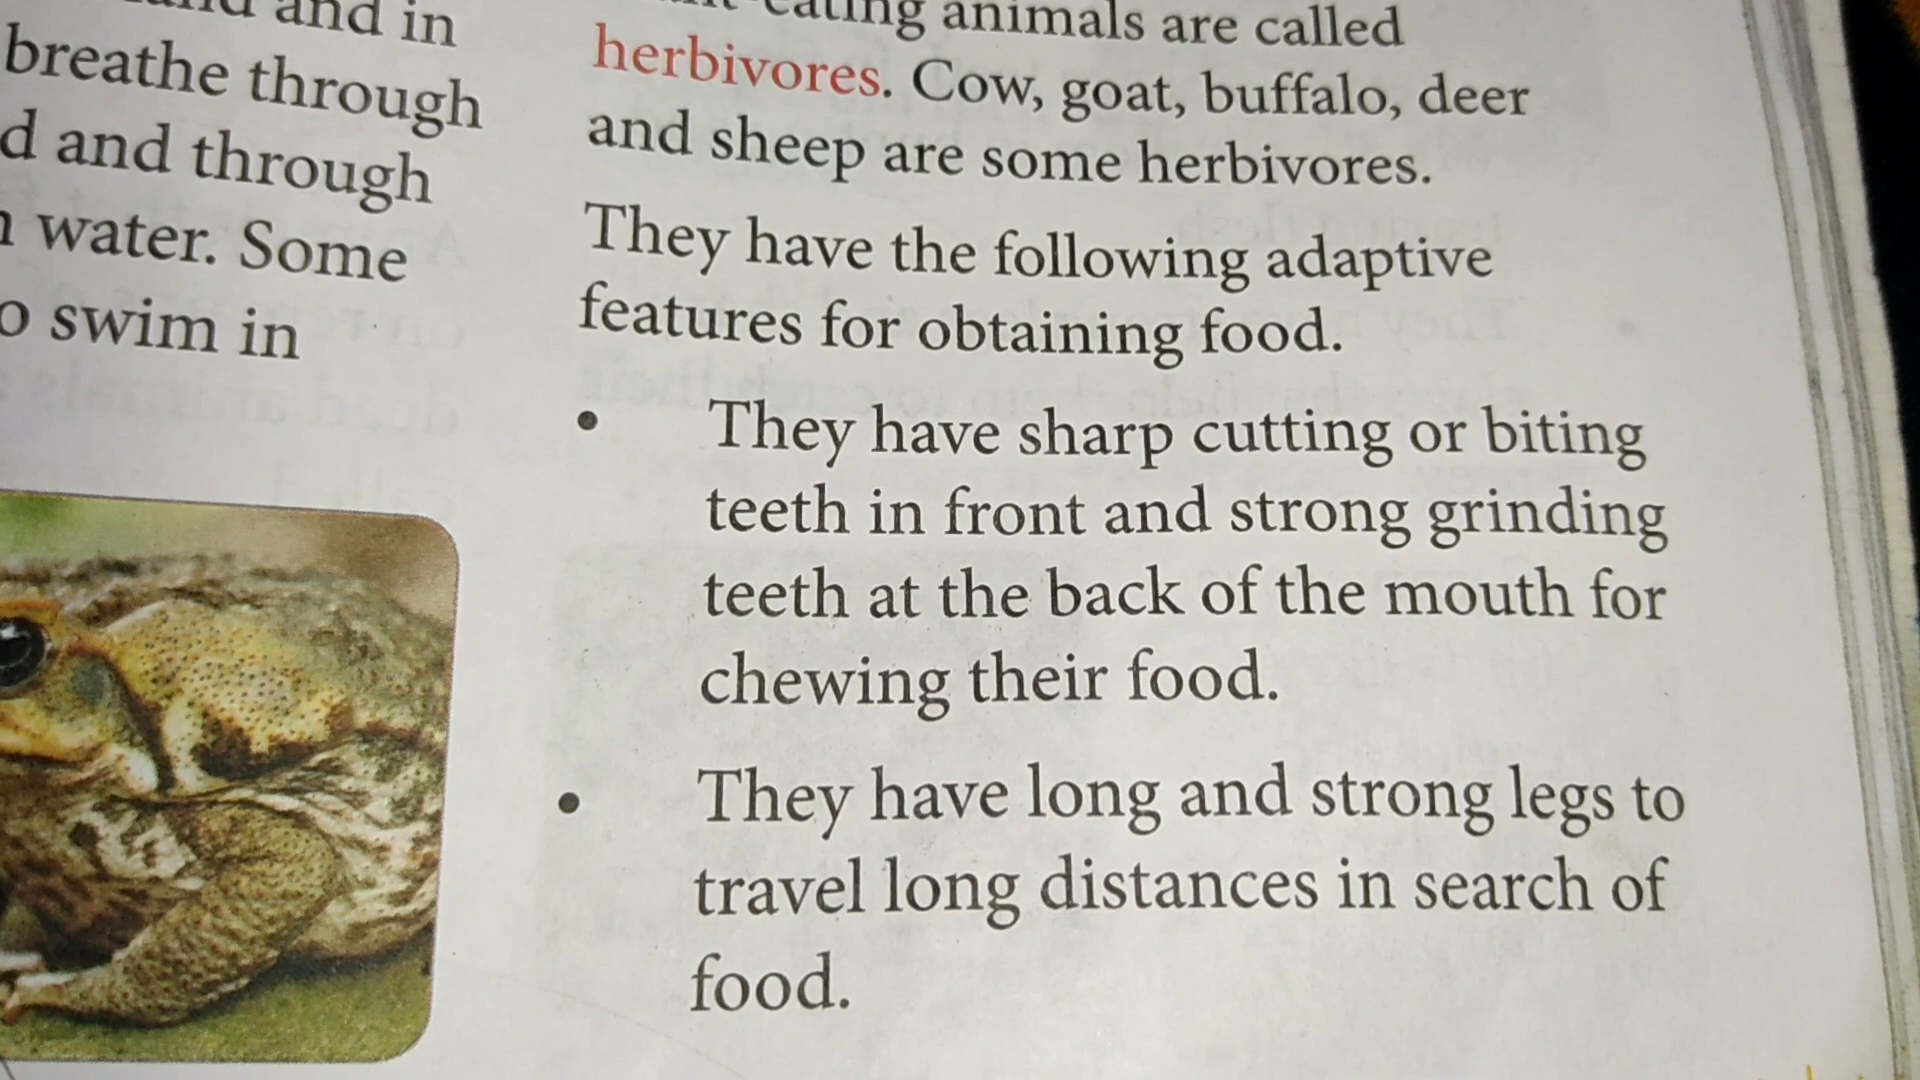 and in
breathe through
d and through
water. Some
o swim in
eating animals are called
herbivores. Cow, goat, buffalo, deer
and sheep are some herbivores.
They have the following adaptive
features for obtaining food.
• They have sharp cutting or biting
teeth in front and strong grinding
teeth at the back of the mouth for
chewing their food.
• They have long and strong legs to
travel long distances in search of
food.